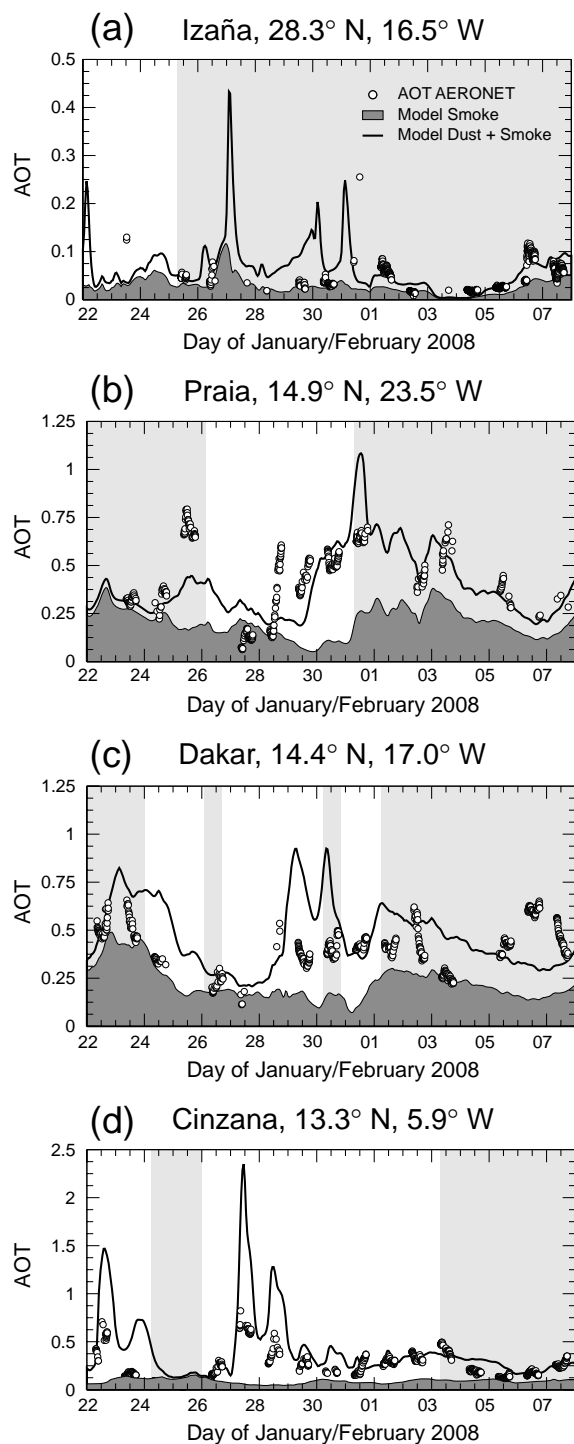 (a) Izaña, 28.3° N, 16.5° W
0.5
0.4
0.3
0.2
0.1
0
AOT
AOT AERONET
Model Smoke
Model Dust + Smoke
22 24 26 28 30 01 03 05 07
Day of January/February 2008
(b) Praia, 14.9° N, 23.5° W
1.25
1
0.75
0.5
0.25
0
AOT
22 24 26 28 30 01 03 05 07
Day of January/February 2008
(c) Dakar, 14.4° N, 17.0° W
1.25
1
0.75
0.5
0.25
0
AOT
22 24 26 28 30 01 03 05 07
Day of January/February 2008
(d) Cinzana, 13.3° N, 5.9° W
2.5
2
1.5
1
0.5
0
AOT
22 24 26 28 30 01 03 05 07
Day of January/February 2008